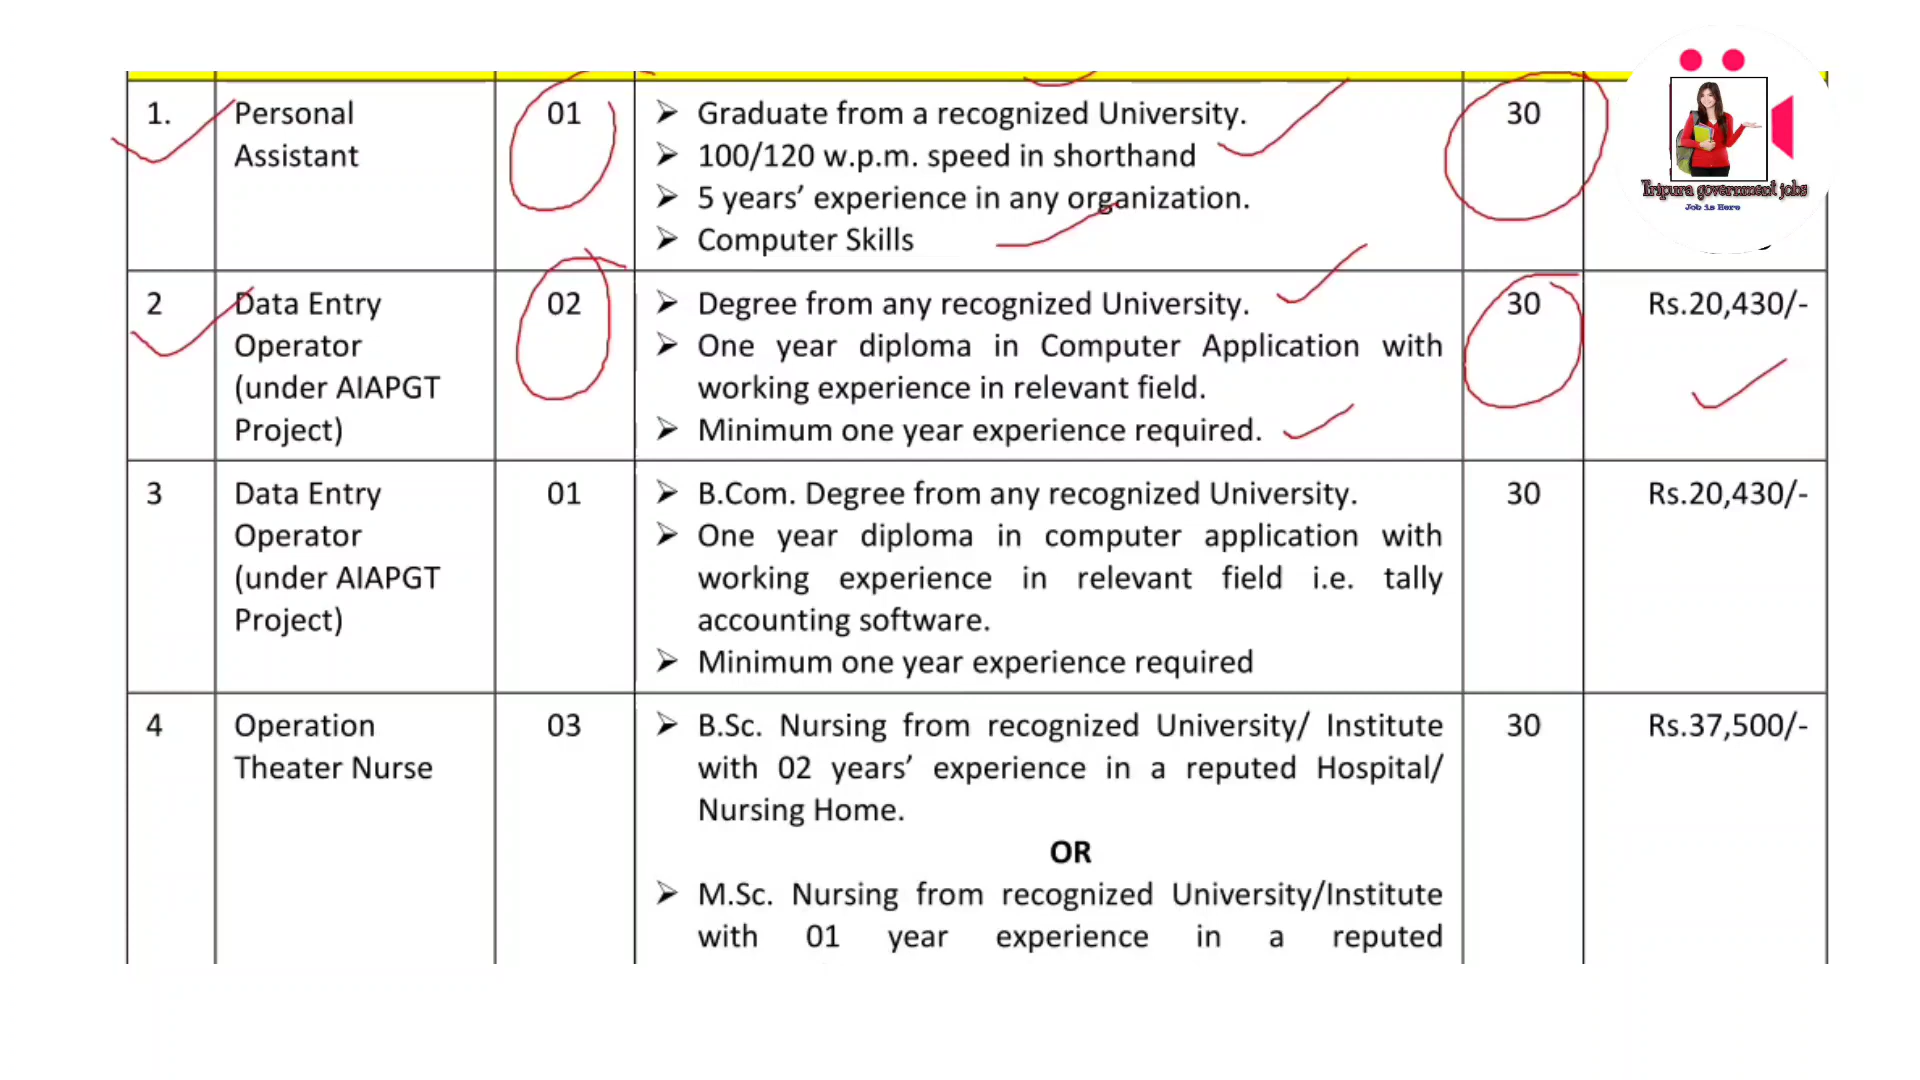 1.
Personal
Assistant
01
➢ Graduate from a recognized University.
➢ 100/120 w.p.m. speed in shorthand
➢ 5 years’ experience in any organization.
➢ Computer Skills
30
Tripura government jobs
Job is Here
2
Data Entry
Operator
(under AIAPGT
Project)
02
➢ Degree from any recognized University.
➢ One year diploma in Computer Application with
working experience in relevant field.
➢ Minimum one year experience required.
30
Rs.20,430/-
3
Data Entry
Operator
(under AIAPGT
Project)
01
➢ B.Com. Degree from any recognized University.
➢ One year diploma in computer application with
working experience in relevant field i.e. tally
accounting software.
➢ Minimum one year experience required
30
Rs.20,430/-
4
Operation
Theater Nurse
03
➢ B.Sc. Nursing from recognized University/ Institute
with 02 years’ experience in a reputed Hospital/
Nursing Home.
OR
➢ M.Sc. Nursing from recognized University/Institute
with 01 year experience in a reputed
30
Rs.37,500/-